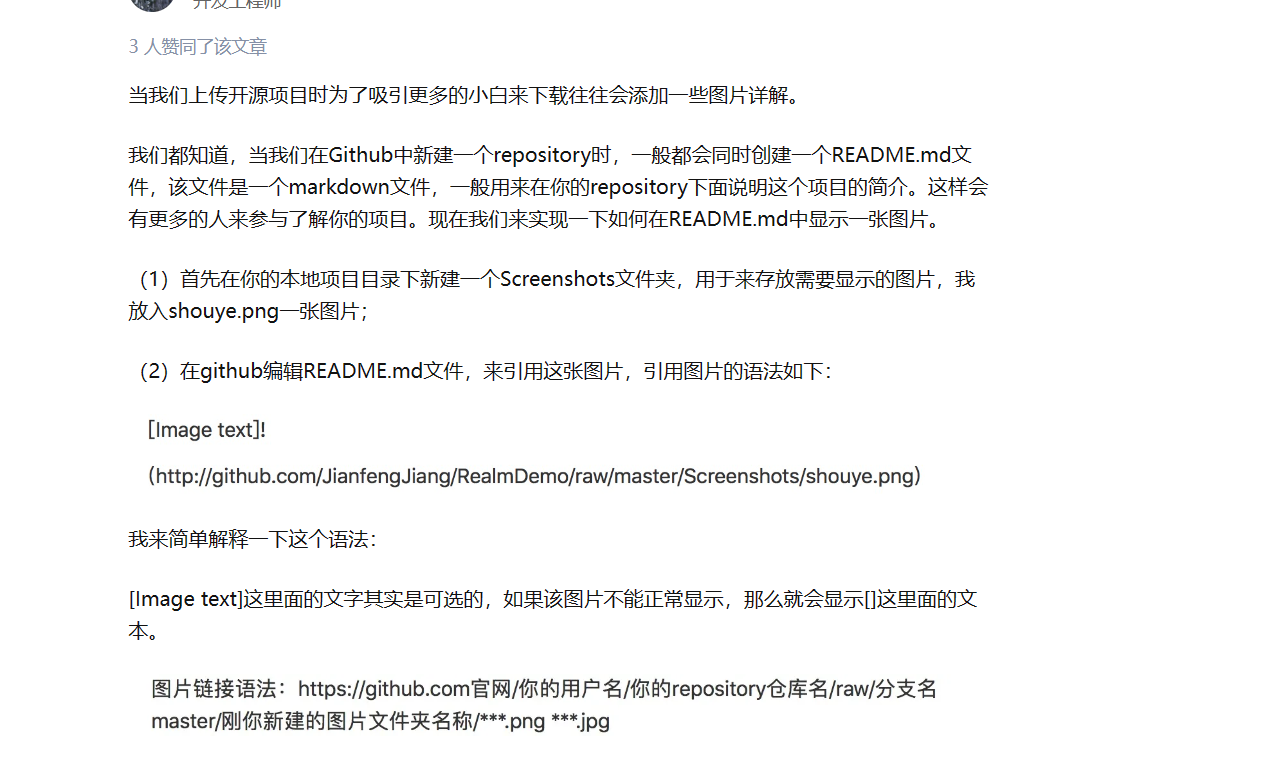 开发工程师
3 人赞同了该文章
当我们上传开源项目时为了吸引更多的小白来下载往往会添加一些图片详解。
我们都知道，当我们在Github中新建一个repository时，一般都会同时创建一个README.md文
件，该文件是一个markdown文件，一般用来在你的repository下面说明这个项目的简介。这样会
有更多的人来参与了解你的项目。现在我们来实现一下如何在README.md中显示一张图片。
（1）首先在你的本地项目目录下新建一个Screenshots文件夹，用于来存放需要显示的图片，我
放入shouye.png一张图片；
（2）在github编辑README.md文件，来引用这张图片，引用图片的语法如下：
[Image text]!
(http://github.com/JianfengJiang/RealmDemo/raw/master/Screenshots/shouye.png)
我来简单解释一下这个语法：
[Image text]这里面的文字其实是可选的，如果该图片不能正常显示，那么就会显示[]这里面的文
本。
图片链接语法：https://github.com官网/你的用户名/你的repository仓库名/raw/分支名
master/刚你新建的图片文件夹名称/***.png ***.jpg